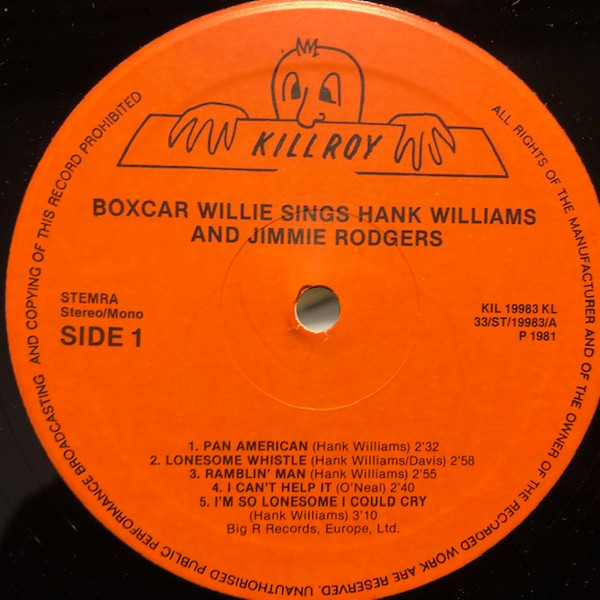 KILLROY
BOXCAR WILLIE SINGS HANK WILLIAMS
AND JIMMIE RODGERS
STEMRA
Stereo/Mono
SIDE 1
KIL 19983 KL
33/ST/19983/A
P 1981
1. PAN AMERICAN (Hank Williams) 2'32
2. LONESOME WHISTLE (Hank Williams/Davis) 2'58
3. RAMBLIN' MAN (Hank Williams) 2'55
4. I CAN'T HELP IT (O'Neal) 2'40
5. I'M SO LONESOME I COULD CRY
(Hank Williams) 3'10
Big R Records, Europe, Ltd.
ALL RIGHTS OF THE MANUFACTURER AND OF THE OWNER OF THE RECORDED WORK ARE RESERVED. UNAUTHORISED PUBLIC PERFORMANCE BROADCASTING AND COPYING OF THIS RECORD PROHIBITED